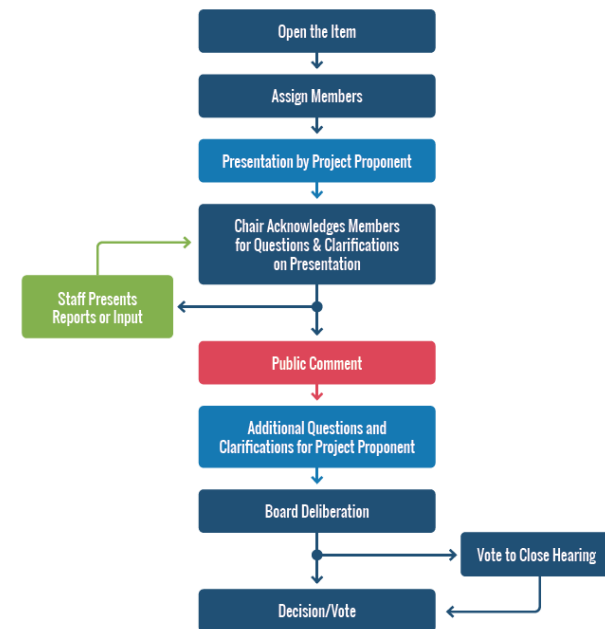 Open the Item
Assign Members
Presentation by Project Proponent
Chair Acknowledges Members
for Questions & Clarifications
on Presentation
Staff Presents
Reports or Input
Public Comment
Additional Questions and
Clarifications for Project Proponent
Board Deliberation
Vote to Close Hearing
Decision/Vote